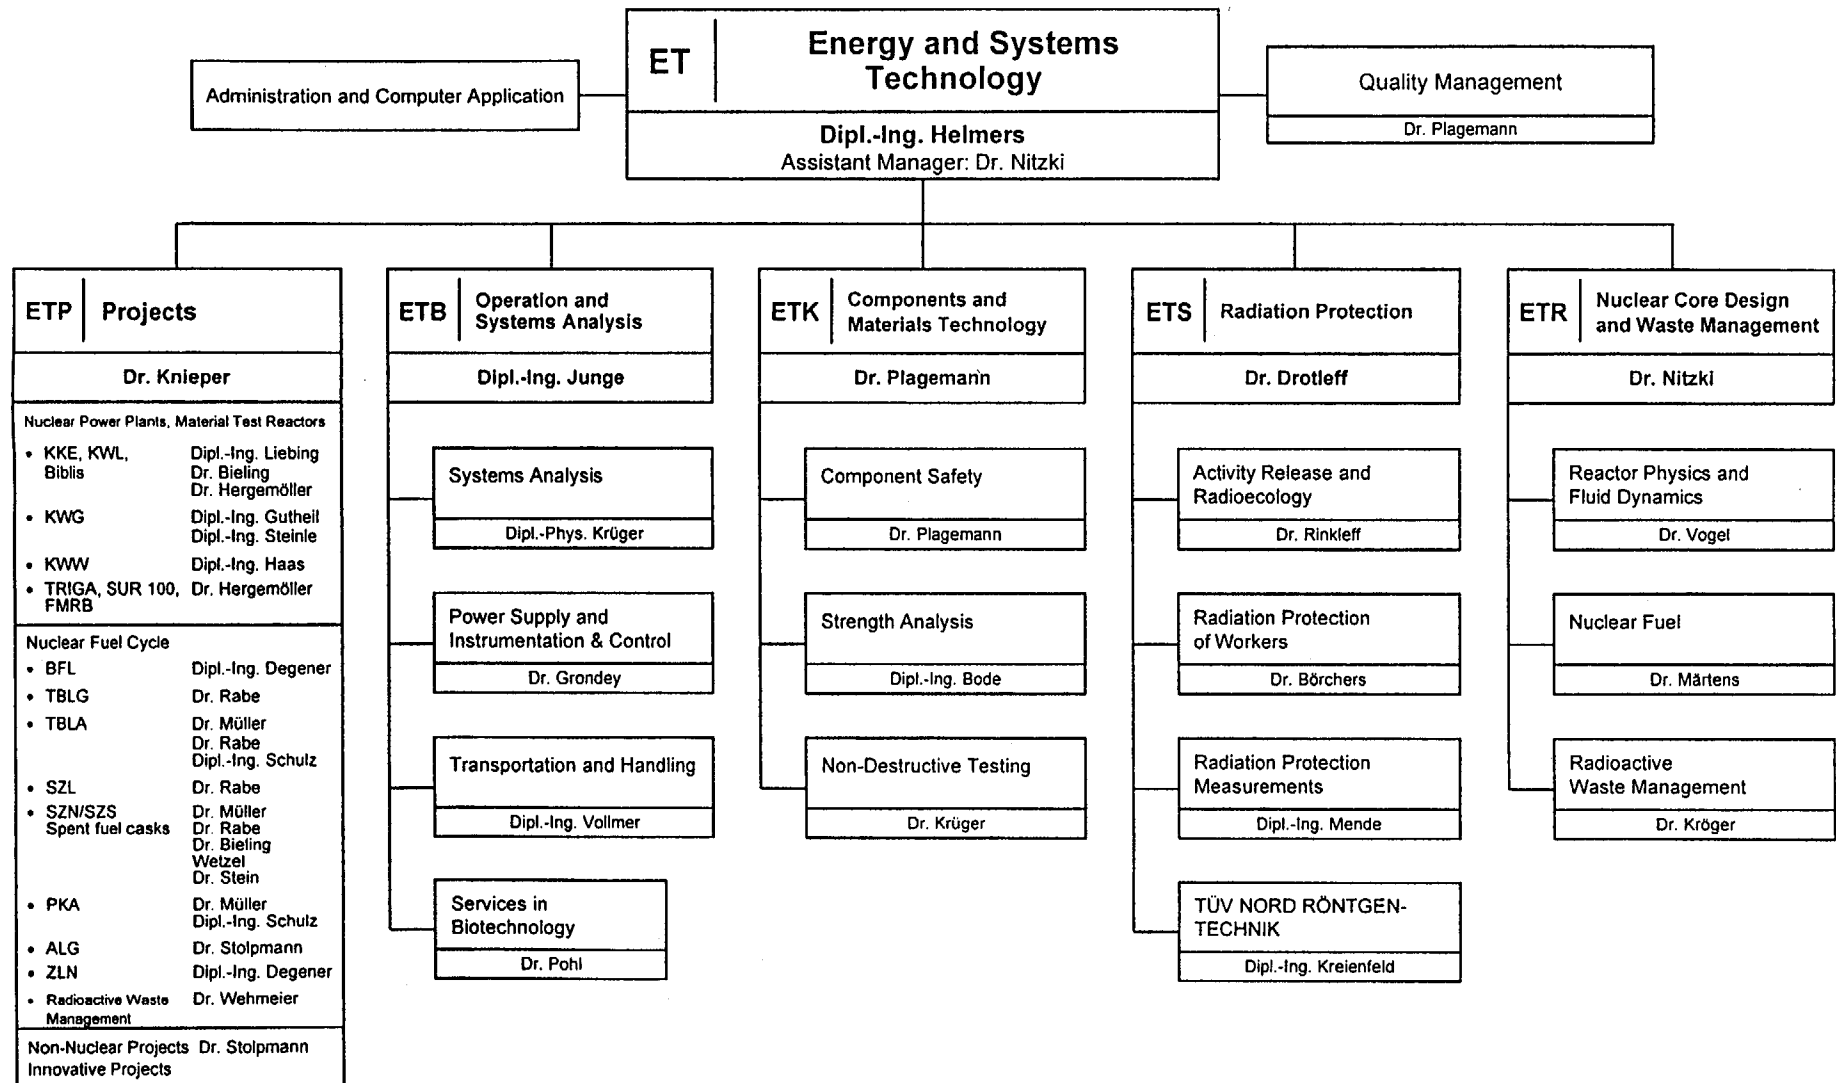 Administration and Computer Application
ET
Energy and Systems
Technology
Dipl.-Ing. Helmers
Assistant Manager: Dr. Nitzki
Quality Management
Dr. Plagemann
ETP
Projects
Dr. Knieper
Nuclear Power Plants, Material Test Reactors
• KKE, KWL, Dipl.-Ing. Liebing
Biblis Dr. Bieling
Dr. Hergemöller
• KWG Dipl.-Ing. Gutheil
Dipl.-Ing. Steinle
• KWW Dipl.-Ing. Haas
• TRIGA, SUR 100, Dr. Hergemöller
FMRB
Nuclear Fuel Cycle
• BFL Dipl.-Ing. Degener
• TBLG Dr. Rabe
• TBLA Dr. Müller
Dr. Rabe
Dipl.-Ing. Schulz
• SZL Dr. Rabe
• SZN/SZS Dr. Müller
Spent fuel casks Dr. Rabe
Dr. Bieling
Wetzel
Dr. Stein
• PKA Dr. Müller
Dipl.-Ing. Schulz
• ALG Dr. Stolpmann
• ZLN Dipl.-Ing. Degener
• Radioactive Waste Dr. Wehmeier
Management
Non-Nuclear Projects Dr. Stolpmann
Innovative Projects
ETB
Operation and
Systems Analysis
Dipl.-Ing. Junge
Systems Analysis
Dipl.-Phys. Krüger
Power Supply and
Instrumentation & Control
Dr. Grondey
Transportation and Handling
Dipl.-Ing. Vollmer
Services in
Biotechnology
Dr. Pohl
ETK
Components and
Materials Technology
Dr. Plagemann
Component Safety
Dr. Plagemann
Strength Analysis
Dipl.-Ing. Bode
Non-Destructive Testing
Dr. Krüger
ETS
Radiation Protection
Dr. Drotleff
Activity Release and
Radioecology
Dr. Rinkleff
Radiation Protection
of Workers
Dr. Börchers
Radiation Protection
Measurements
Dipl.-Ing. Mende
TÜV NORD RÖNTGEN-
TECHNIK
Dipl.-Ing. Kreienfeld
ETR
Nuclear Core Design
and Waste Management
Dr. Nitzki
Reactor Physics and
Fluid Dynamics
Dr. Vogel
Nuclear Fuel
Dr. Märtens
Radioactive
Waste Management
Dr. Kröger